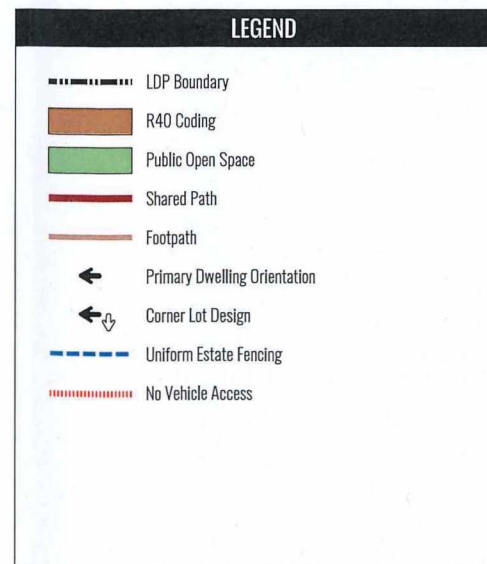 LEGEND
LDP Boundary
R40 Coding
Public Open Space
Shared Path
Footpath
Primary Dwelling Orientation
Corner Lot Design
Uniform Estate Fencing
No Vehicle Access